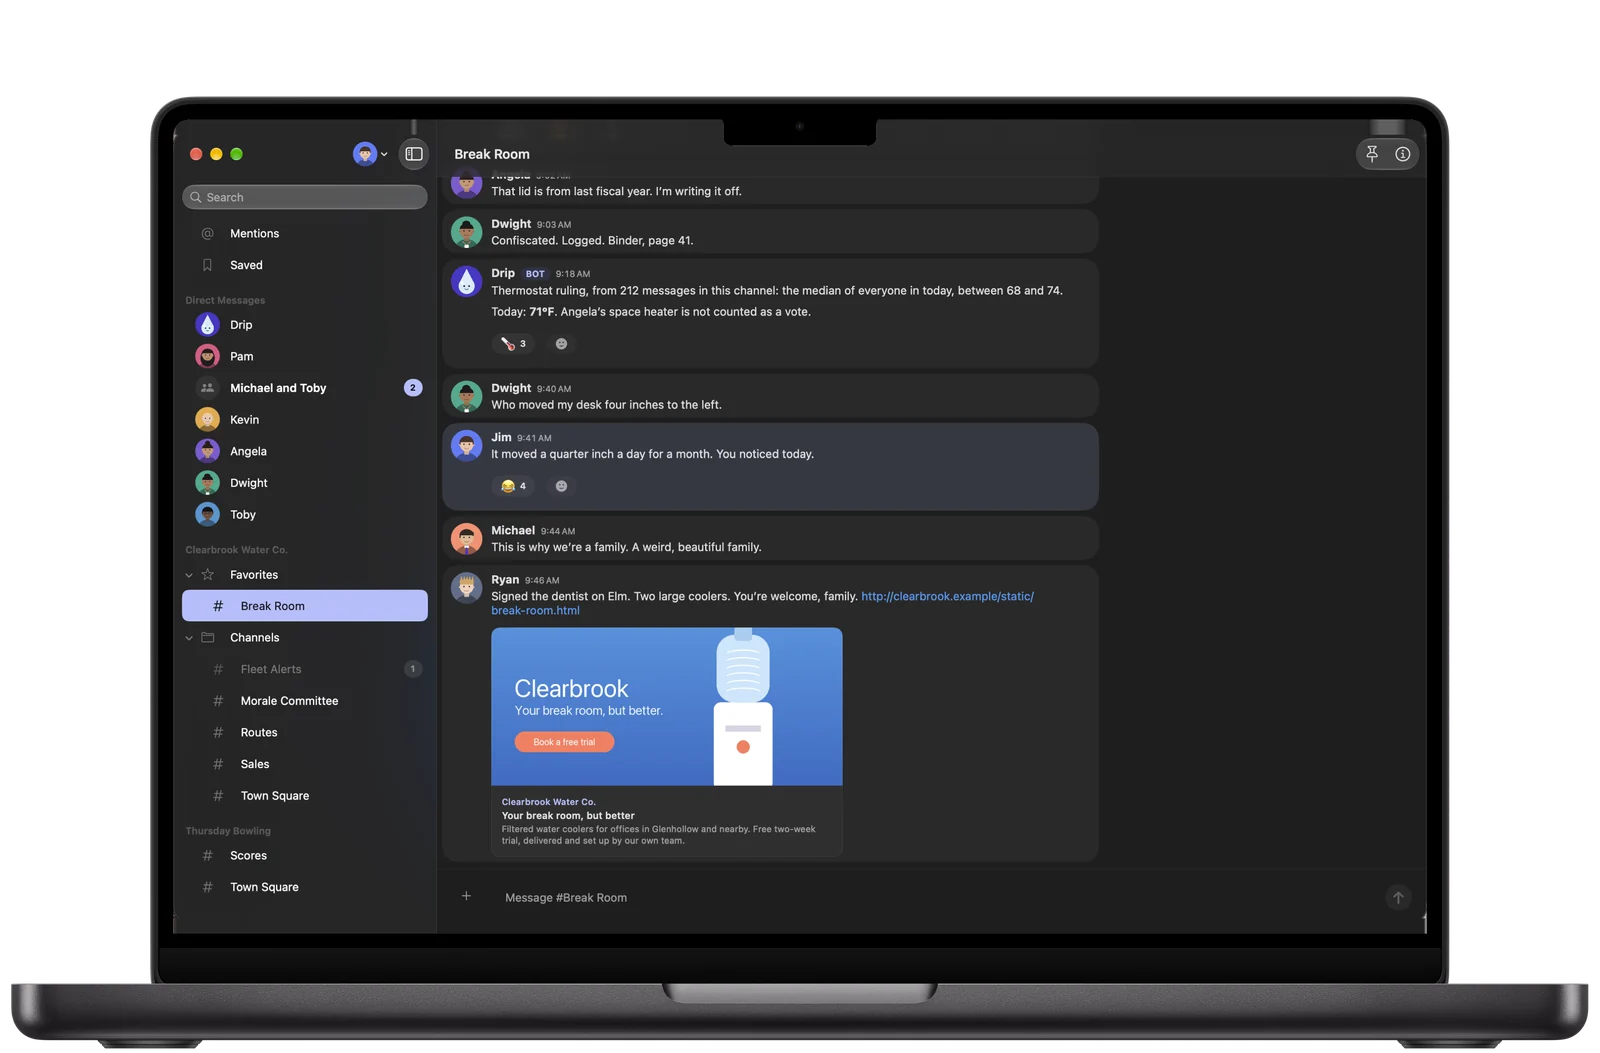 Search
Mentions
Saved
Direct Messages
Drip
Pam
Michael and Toby 2
Kevin
Angela
Dwight
Toby
Clearbrook Water Co.
Favorites
# Break Room
Channels
# Fleet Alerts 1
# Morale Committee
# Routes
# Sales
# Town Square
Thursday Bowling
# Scores
# Town Square
Break Room
Angela 9:02 AM
That lid is from last fiscal year. I’m writing it off.
Dwight 9:03 AM
Confiscated. Logged. Binder, page 41.
Drip BOT 9:18 AM
Thermostat ruling, from 212 messages in this channel: the median of everyone in today, between 68 and 74.
Today: 71°F. Angela’s space heater is not counted as a vote.
3
Dwight 9:40 AM
Who moved my desk four inches to the left.
Jim 9:41 AM
It moved a quarter inch a day for a month. You noticed today.
4
Michael 9:44 AM
This is why we’re a family. A weird, beautiful family.
Ryan 9:46 AM
Signed the dentist on Elm. Two large coolers. You’re welcome, family. http://clearbrook.example/static/
break-room.html
Clearbrook
Your break room, but better.
Book a free trial
Clearbrook Water Co.
Your break room, but better
Filtered water coolers for offices in Glenhollow and nearby. Free two-week
trial, delivered and set up by our own team.
+ Message #Break Room